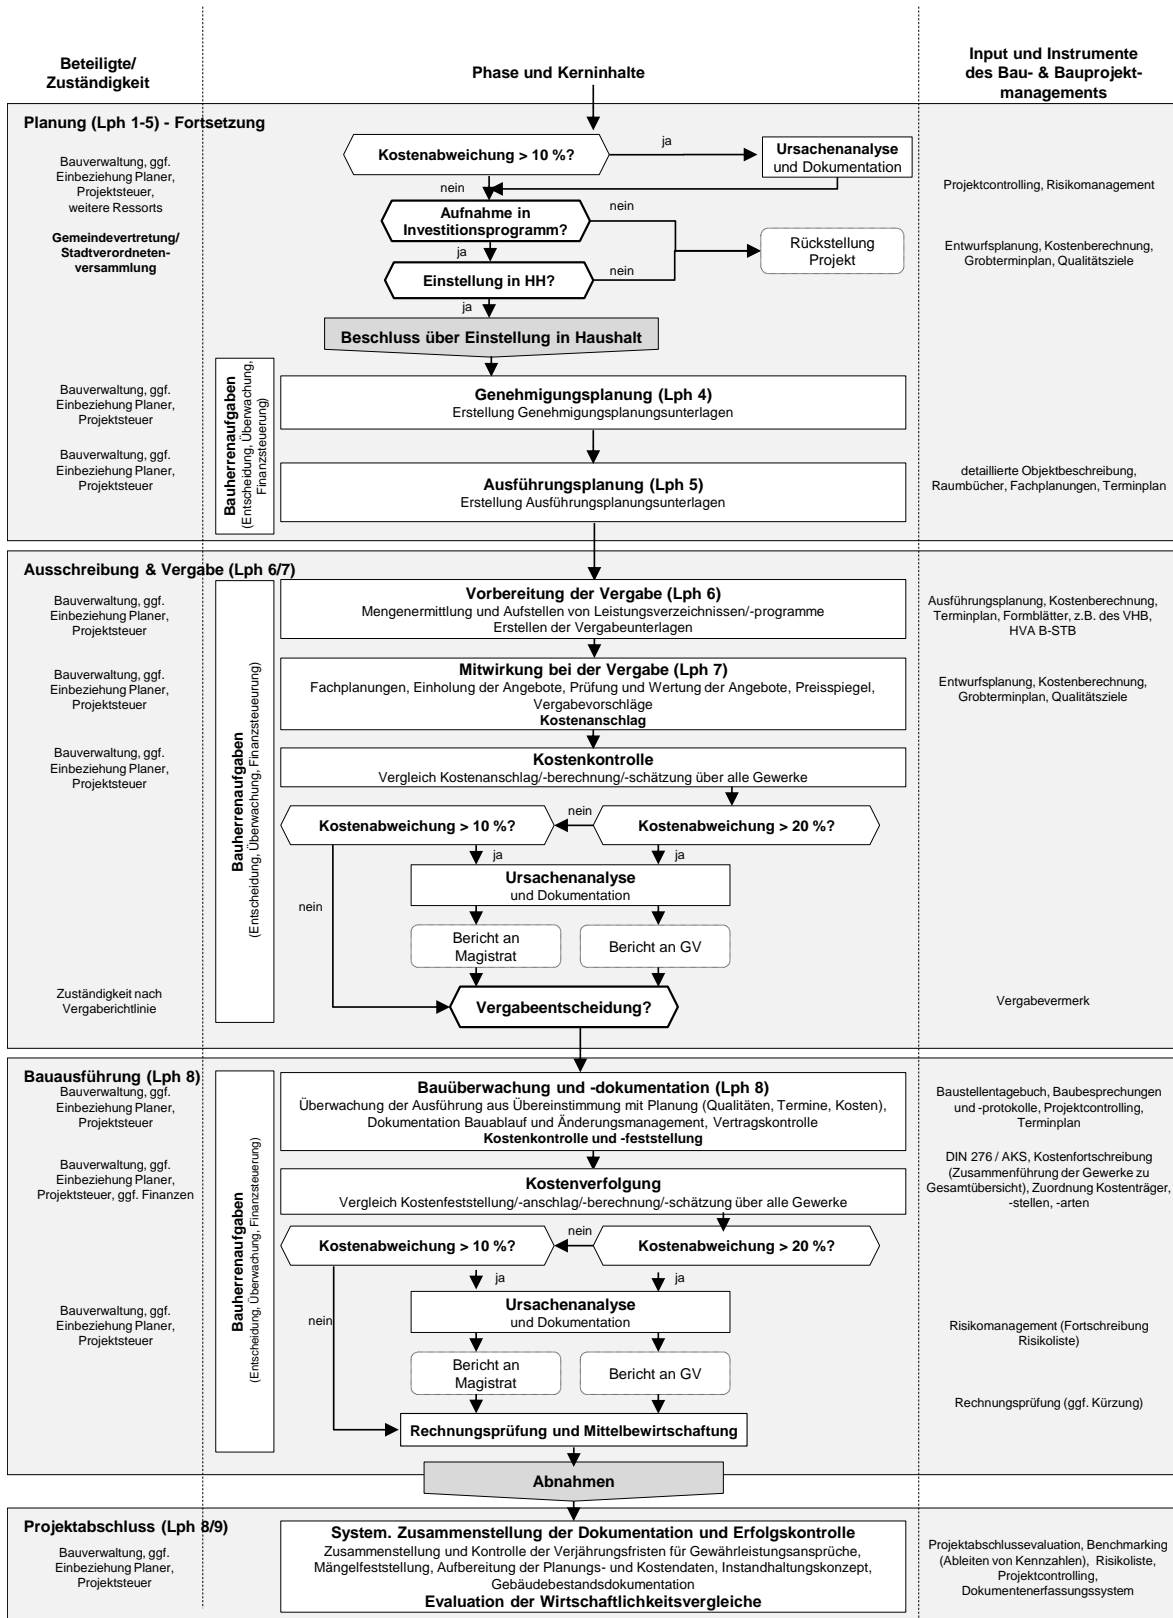 Beteiligte/
Zuständigkeit
Phase und Kerninhalte
Input und Instrumente
des Bau- & Bauprojekt-
managements
Planung (Lph 1-5) - Fortsetzung
Bauverwaltung, ggf.
Einbeziehung Planer,
Projektsteuer,
weitere Ressorts
Kostenabweichung > 10 %?
ja
Ursachenanalyse
und Dokumentation
Projektcontrolling, Risikomanagement
nein
Gemeindevertretung/
Stadtverordneten-
versammlung
Aufnahme in
Investitionsprogramm?
nein
ja
Rückstellung
Projekt
Entwurfsplanung, Kostenberechnung,
Grobterminplan, Qualitätsziele
Einstellung in HH?
nein
ja
Beschluss über Einstellung in Haushalt
Bauherrenaufgaben
(Entscheidung, Überwachung,
Finanzsteuerung)
Bauverwaltung, ggf.
Einbeziehung Planer,
Projektsteuer
Genehmigungsplanung (Lph 4)
Erstellung Genehmigungsplanungsunterlagen
Bauverwaltung, ggf.
Einbeziehung Planer,
Projektsteuer
Ausführungsplanung (Lph 5)
Erstellung Ausführungsplanungsunterlagen
detaillierte Objektbeschreibung,
Raumbücher, Fachplanungen, Terminplan
Ausschreibung & Vergabe (Lph 6/7)
Bauherrenaufgaben
(Entscheidung, Überwachung, Finanzsteueurung)
Bauverwaltung, ggf.
Einbeziehung Planer,
Projektsteuer
Vorbereitung der Vergabe (Lph 6)
Mengenermittlung und Aufstellen von Leistungsverzeichnissen/-programme
Erstellen der Vergabeunterlagen
Ausführungsplanung, Kostenberechnung,
Terminplan, Formblätter, z.B. des VHB,
HVA B-STB
Bauverwaltung, ggf.
Einbeziehung Planer,
Projektsteuer
Mitwirkung bei der Vergabe (Lph 7)
Fachplanungen, Einholung der Angebote, Prüfung und Wertung der Angebote, Preisspiegel,
Vergabevorschläge
Kostenanschlag
Entwurfsplanung, Kostenberechnung,
Grobterminplan, Qualitätsziele
Bauverwaltung, ggf.
Einbeziehung Planer,
Projektsteuer
Kostenkontrolle
Vergleich Kostenanschlag/-berechnung/-schätzung über alle Gewerke
Kostenabweichung > 10 %?
nein
Kostenabweichung > 20 %?
ja
ja
Ursachenanalyse
und Dokumentation
nein
Bericht an
Magistrat
Bericht an GV
Zuständigkeit nach
Vergaberichtlinie
Vergabeentscheidung?
Vergabevermerk
Bauausführung (Lph 8)
Bauherrenaufgaben
(Entscheidung, Überwachung, Finanzsteuerung)
Bauverwaltung, ggf.
Einbeziehung Planer,
Projektsteuer
Bauüberwachung und -dokumentation (Lph 8)
Überwachung der Ausführung aus Übereinstimmung mit Planung (Qualitäten, Termine, Kosten),
Dokumentation Bauablauf und Änderungsmanagement, Vertragskontrolle
Kostenkontrolle und -feststellung
Baustellentagebuch, Baubesprechungen
und -protokolle, Projektcontrolling,
Terminplan
Bauverwaltung, ggf.
Einbeziehung Planer,
Projektsteuer, ggf. Finanzen
Kostenverfolgung
Vergleich Kostenfeststellung/-anschlag/-berechnung/-schätzung über alle Gewerke
DIN 276 / AKS, Kostenfortschreibung
(Zusammenführung der Gewerke zu
Gesamtübersicht), Zuordnung Kostenträger,
-stellen, -arten
Kostenabweichung > 10 %?
nein
Kostenabweichung > 20 %?
ja
ja
Bauverwaltung, ggf.
Einbeziehung Planer,
Projektsteuer
nein
Ursachenanalyse
und Dokumentation
Risikomanagement (Fortschreibung
Risikoliste)
Bericht an
Magistrat
Bericht an GV
Rechnungsprüfung (ggf. Kürzung)
Rechnungsprüfung und Mittelbewirtschaftung
Abnahmen
Projektabschluss (Lph 8/9)
Bauverwaltung, ggf.
Einbeziehung Planer,
Projektsteuer
System. Zusammenstellung der Dokumentation und Erfolgskontrolle
Zusammenstellung und Kontrolle der Verjährungsfristen für Gewährleistungsansprüche,
Mängelfeststellung, Aufbereitung der Planungs- und Kostendaten, Instandhaltungskonzept,
Gebäudebestandsdokumentation
Evaluation der Wirtschaftlichkeitsvergleiche
Projektabschlussevaluation, Benchmarking
(Ableiten von Kennzahlen), Risikoliste,
Projektcontrolling,
Dokumentenerfassungssystem